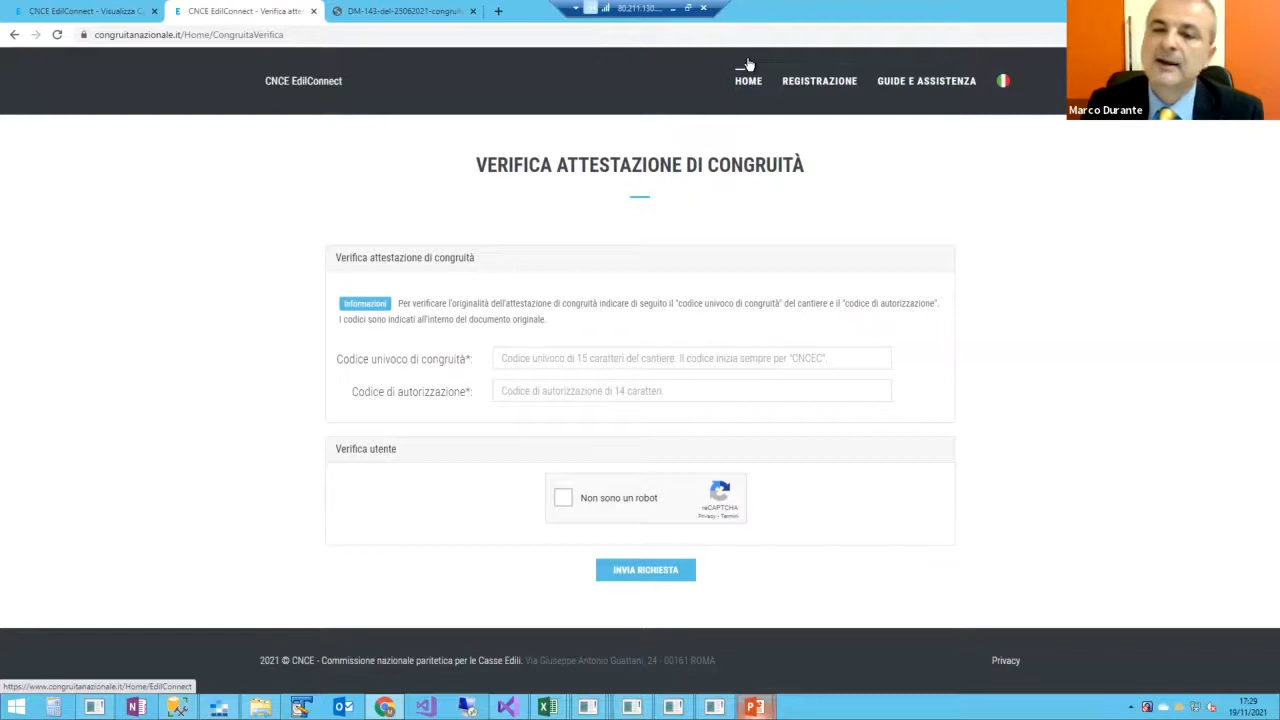 CNCE EdilConnect - Visualizza C
CNCE EdilConnect - Verifica atte
DM-143-del-25062021-congruit
80.211.130....
congruitanazionale.it/Home/CongruitaVerifica
CNCE EdilConnect
HOME
REGISTRAZIONE
GUIDE E ASSISTENZA
Marco Durante
VERIFICA ATTESTAZIONE DI CONGRUITÀ
Verifica attestazione di congruità
Informazioni Per verificare l'originalità dell'attestazione di congruità indicare di seguito il "codice univoco di congruità" del cantiere e il "codice di autorizzazione".
I codici sono indicati all'interno del documento originale.
Codice univoco di congruità*: Codice univoco di 15 caratteri del cantiere. Il codice inizia sempre per "CNCEC".
Codice di autorizzazione*: Codice di autorizzazione di 14 caratteri
Verifica utente
Non sono un robot
reCAPTCHA
Privacy - Termini
INVIA RICHIESTA
2021 © CNCE - Commissione nazionale paritetica per le Casse Edili. Via Giuseppe Antonio Guattani, 24 - 00161 ROMA
Privacy
https://www.congruitanazionale.it/Home/EdilConnect
17:29
19/11/2021